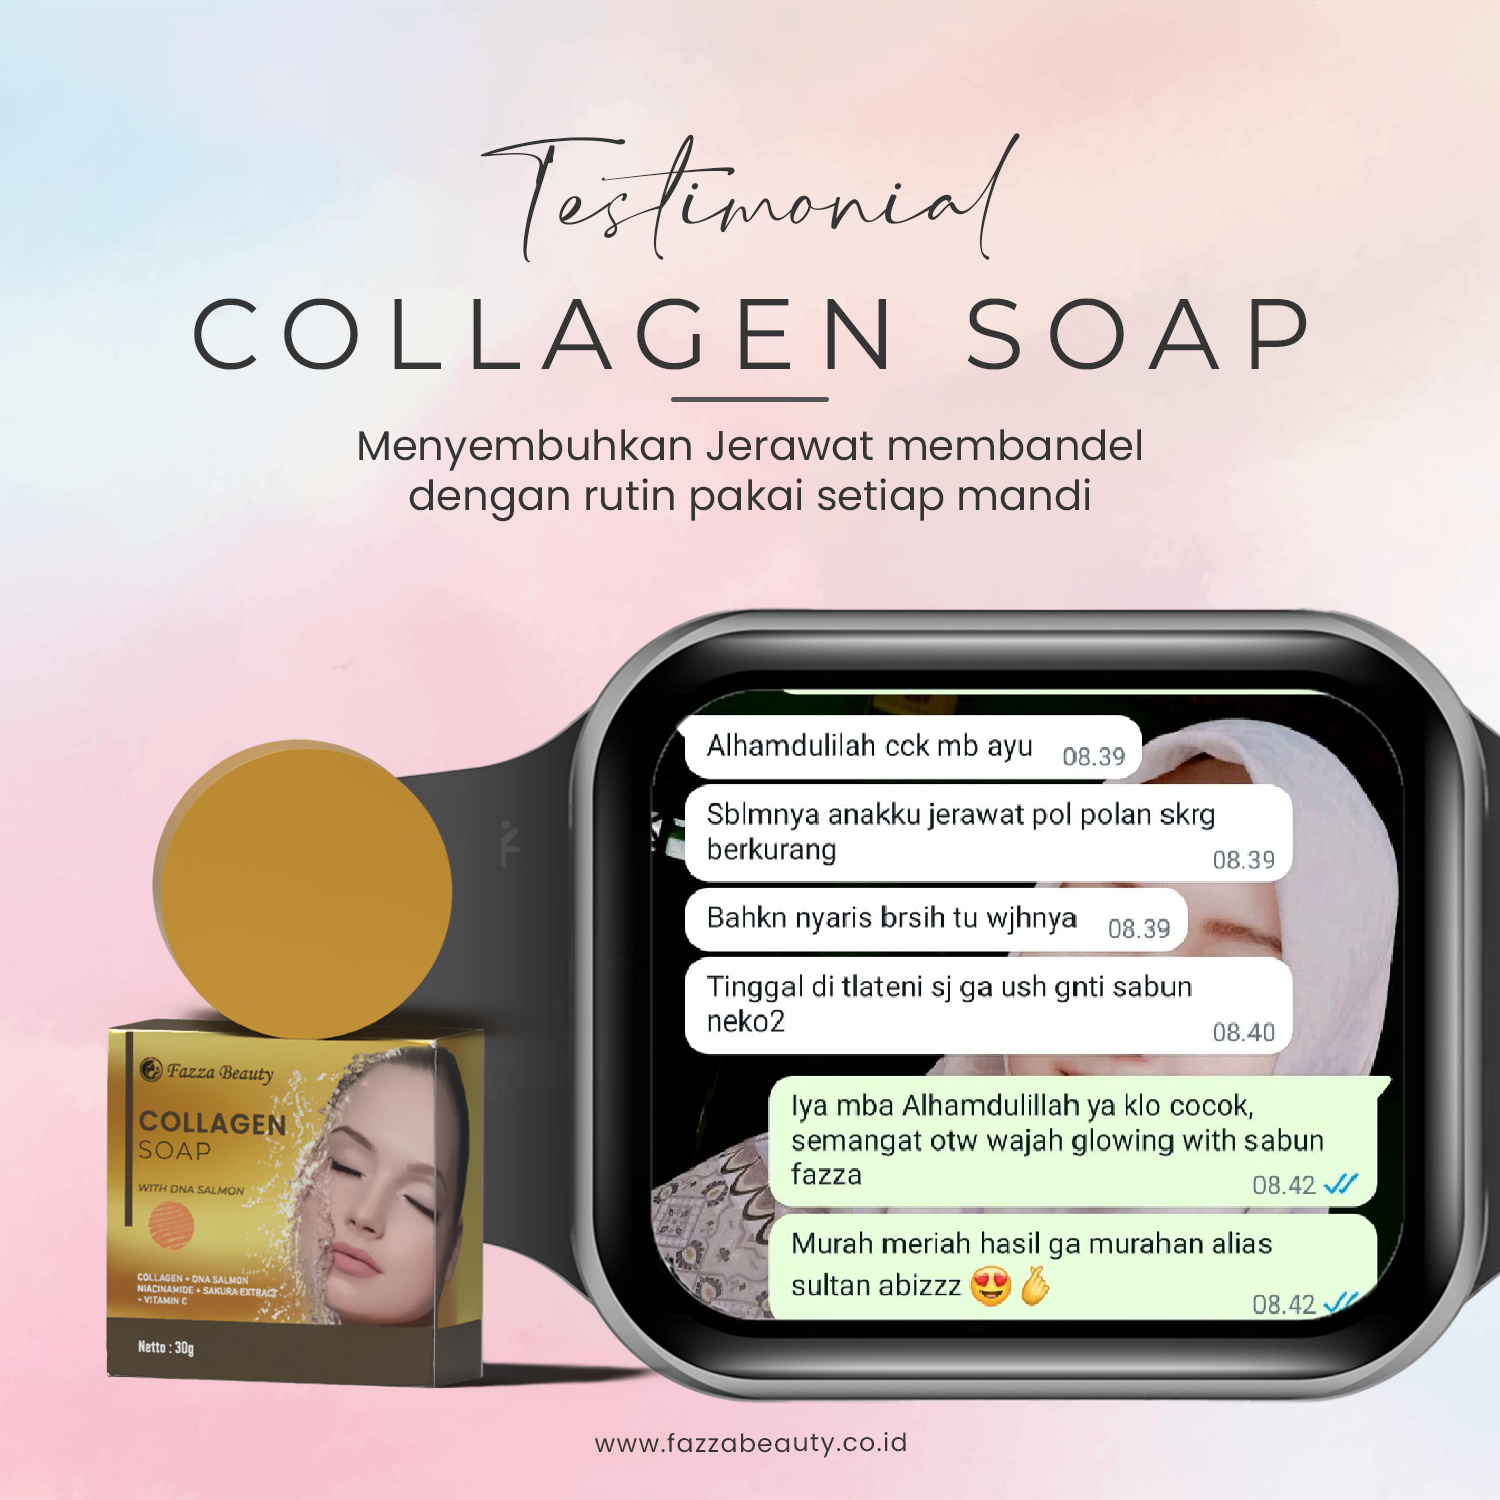 Testimonial
COLLAGEN SOAP
Menyembuhkan Jerawat membandel
dengan rutin pakai setiap mandi
Alhamdulilah cck mb ayu 08.39
Sblmnya anakku jerawat pol polan skrg
berkurang 08.39
Bahkn nyaris brsih tu wjhnya 08.39
Tinggal di tlateni sj ga ush gnti sabun
neko2 08.40
Iya mba Alhamdulillah ya klo cocok,
semangat otw wajah glowing with sabun
fazza 08.42
Murah meriah hasil ga murahan alias
sultan abizzz 😍🫰 08.42
Fazza Beauty
COLLAGEN
SOAP
WITH DNA SALMON
COLLAGEN + DNA SALMON
NIACINAMIDE + SAKURA EXTRACT
+ VITAMIN C
Netto : 30g
www.fazzabeauty.co.id